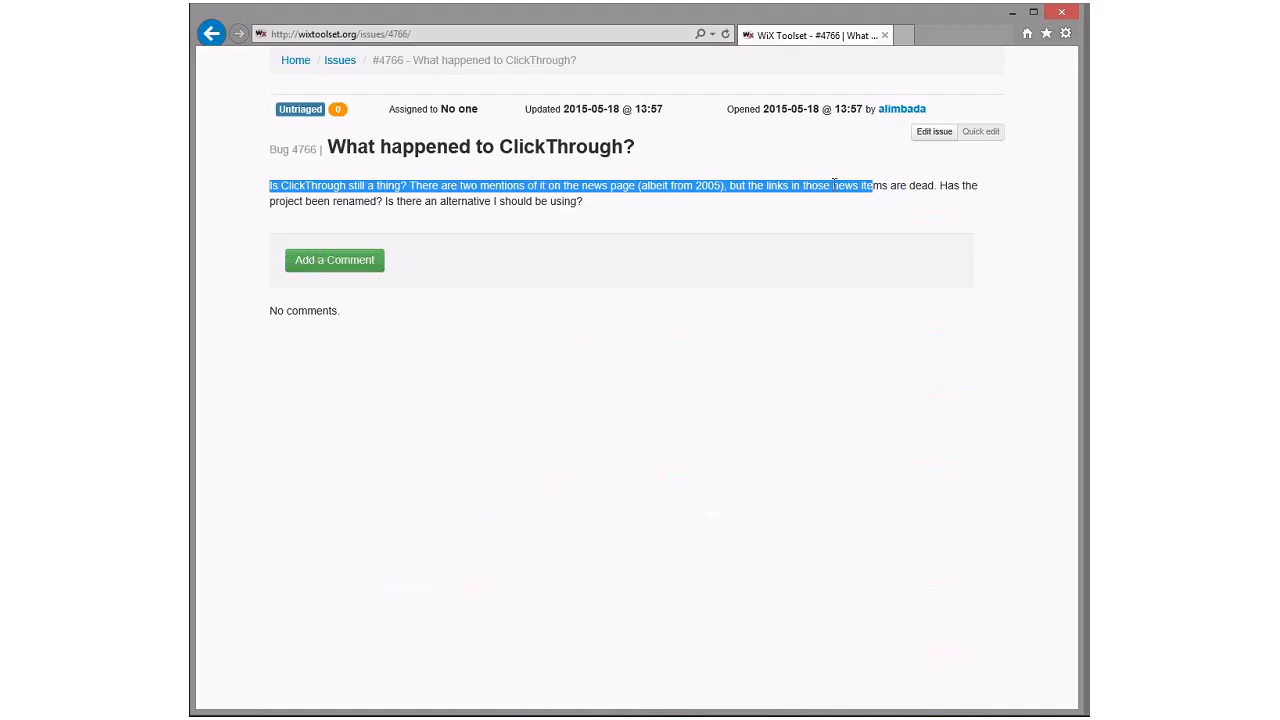 http://wixtoolset.org/issues/4766/
WiX Toolset - #4766 | What ...
Home / Issues / #4766 - What happened to ClickThrough?
Untriaged 0 Assigned to No one Updated 2015-05-18 @ 13:57 Opened 2015-05-18 @ 13:57 by alimbada
Edit issue Quick edit
Bug 4766 | What happened to ClickThrough?
Is ClickThrough still a thing? There are two mentions of it on the news page (albeit from 2005), but the links in those news items are dead. Has the
project been renamed? Is there an alternative I should be using?
Add a Comment
No comments.